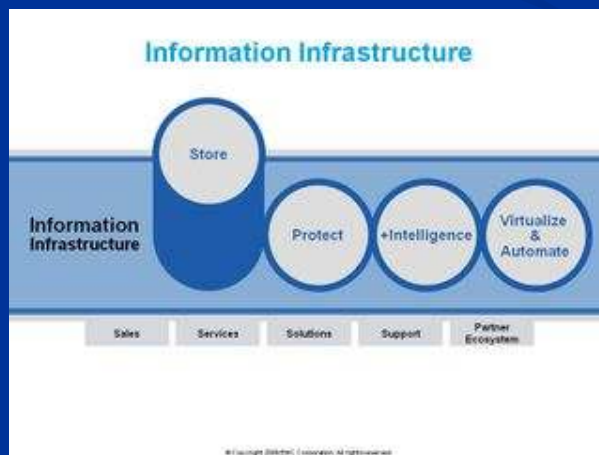 Information Infrastructure
Store
Information
Infrastructure
Protect
+Intelligence
Virtualize
&
Automate
Sales
Services
Solutions
Support
Partner
Ecosystem